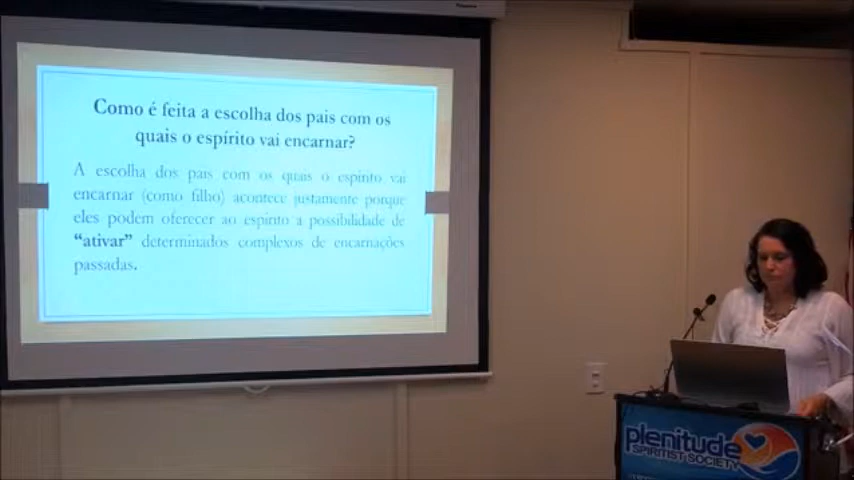 Como é feita a escolha dos pais com os
quais o espírito vai encarnar?
A escolha dos pais com os quais o espírito vai
encarnar (como filho) acontece justamente porque
eles podem oferecer ao espírito a possibilidade de
“ativar” determinados complexos de encarnações
passadas.
plenitude
SPIRITIST SOCIETY